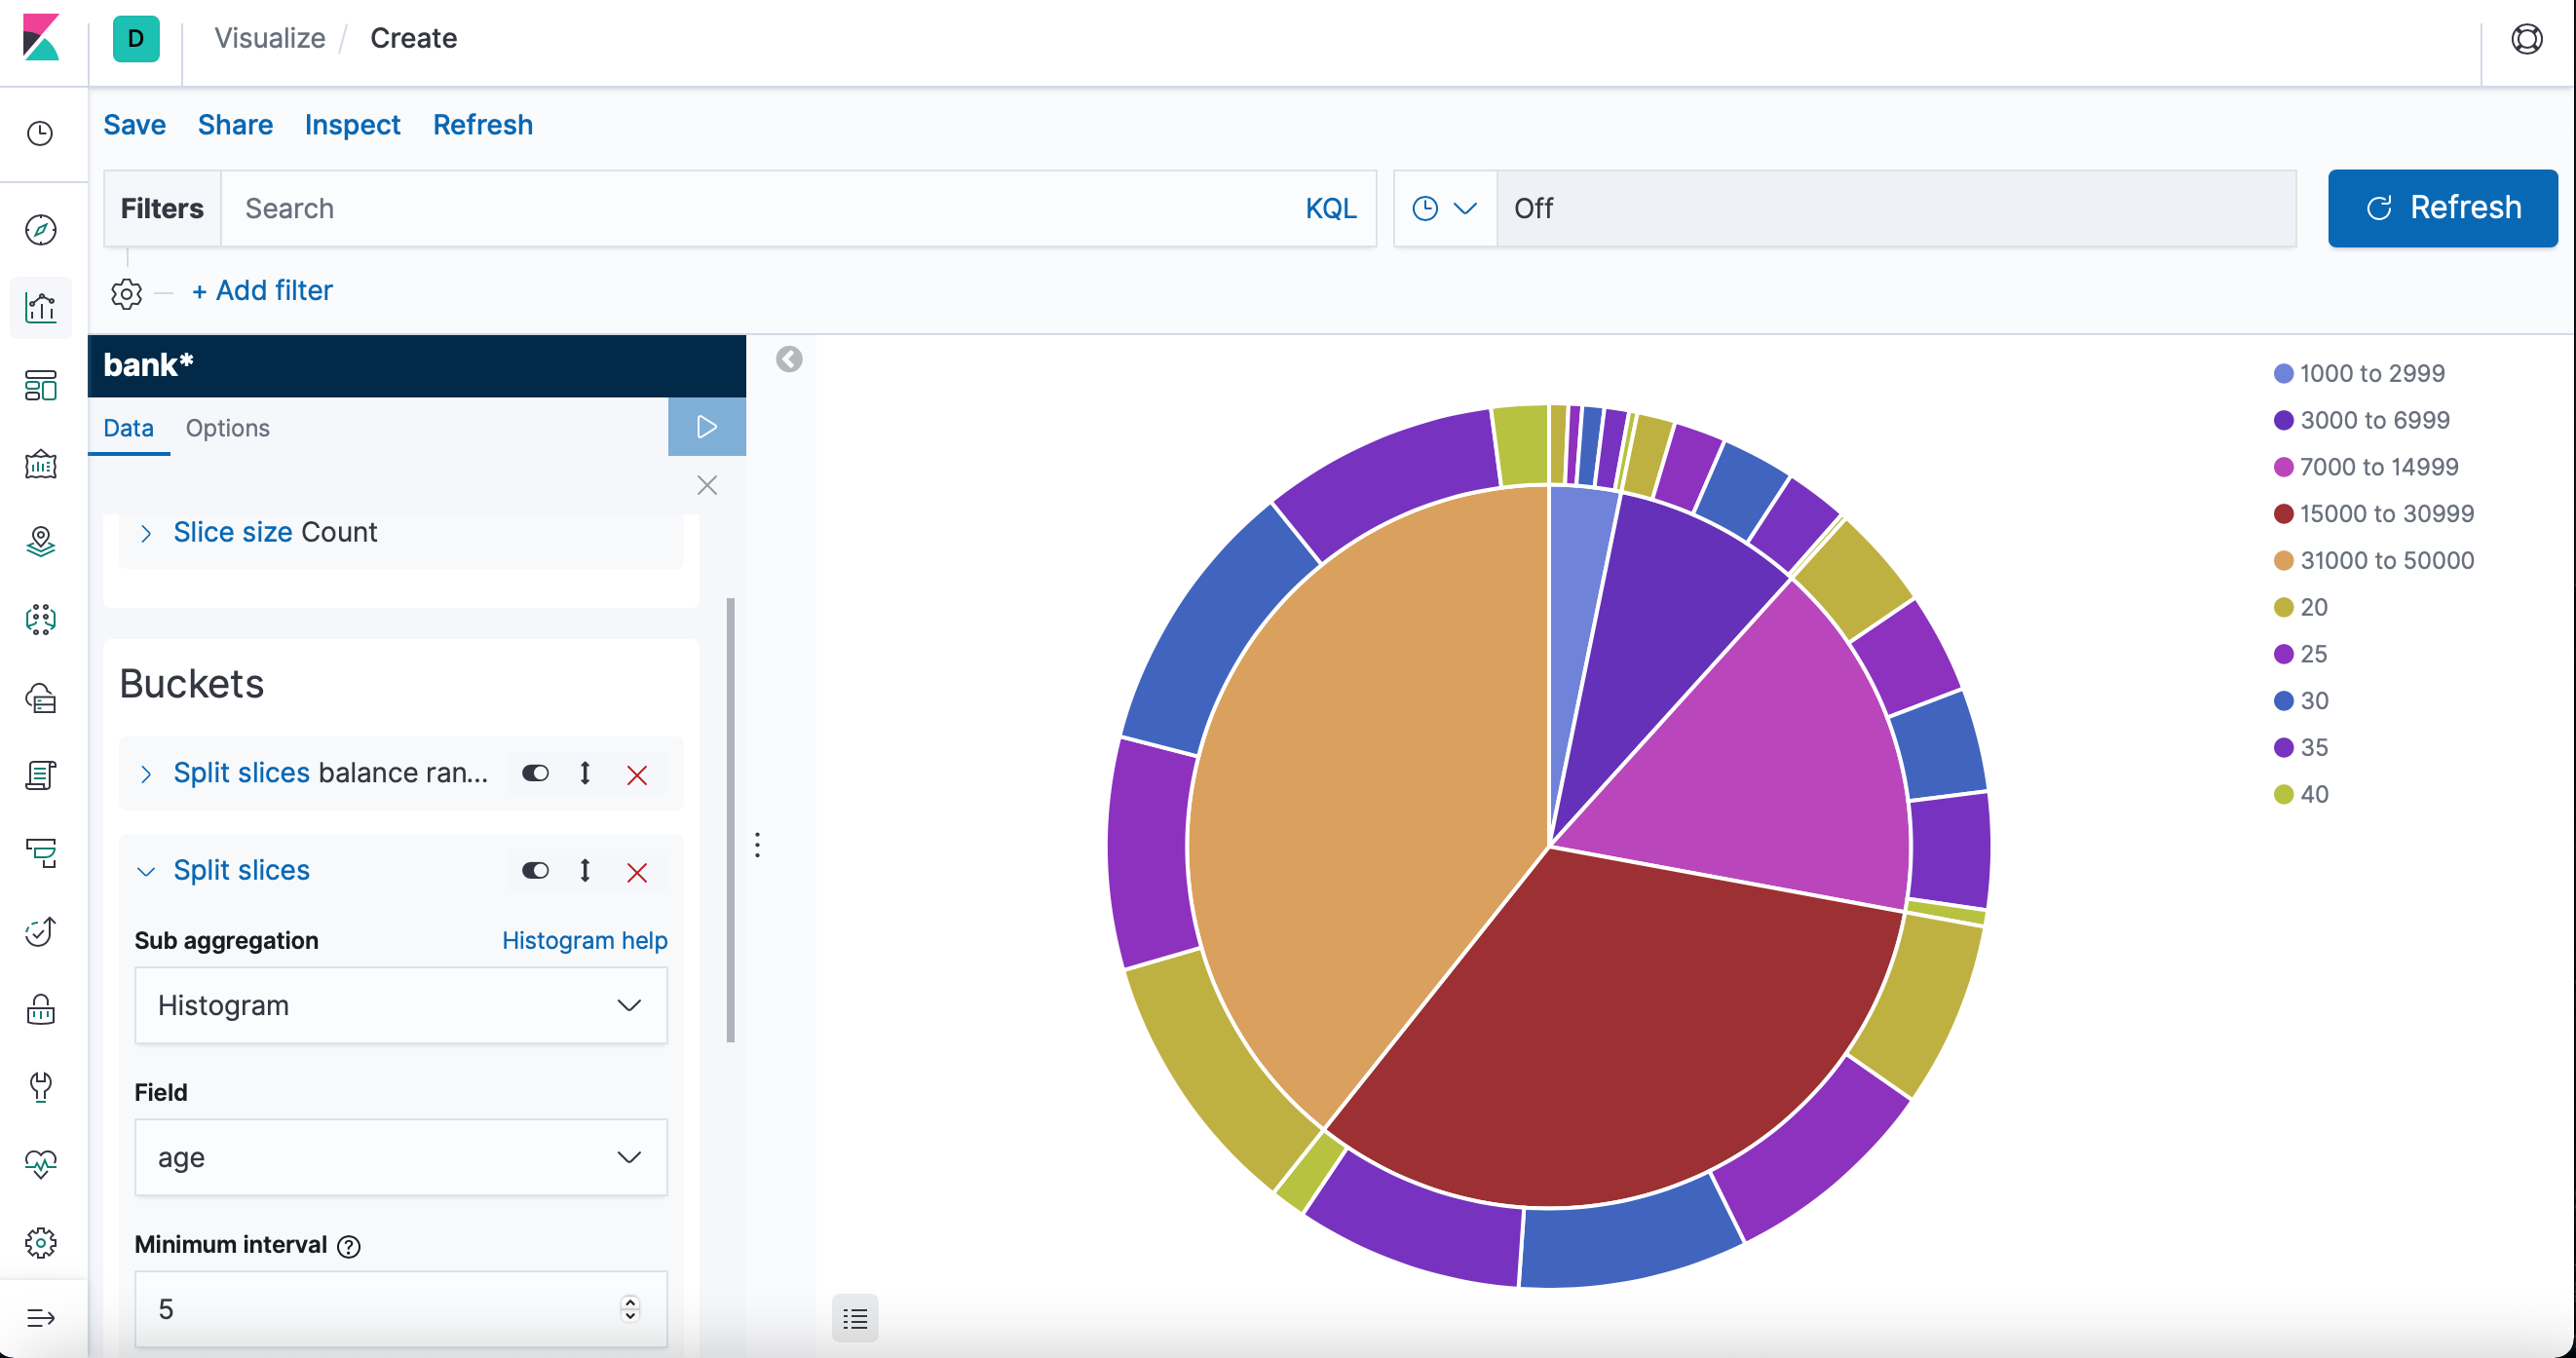 D Visualize / Create
Save Share Inspect Refresh
Filters Search KQL Off Refresh
+ Add filter
bank*
Data Options
Slice size Count
Buckets
Split slices balance ran...
Split slices
Sub aggregation Histogram help
Histogram
Field
age
Minimum interval
5
1000 to 2999
3000 to 6999
7000 to 14999
15000 to 30999
31000 to 50000
20
25
30
35
40